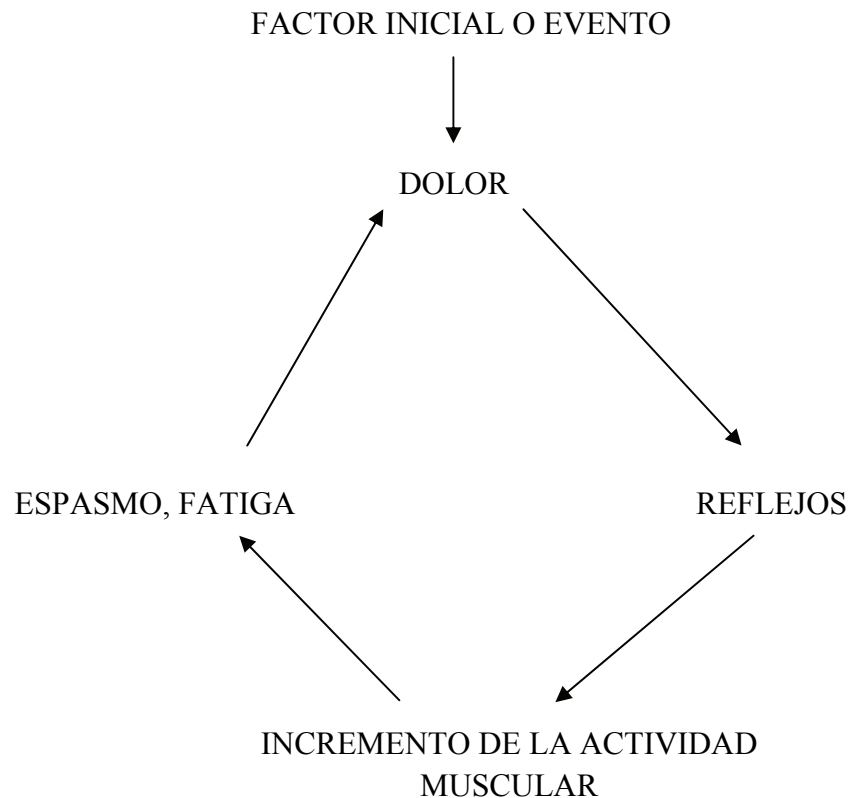 FACTOR INICIAL O EVENTO
DOLOR
ESPASMO, FATIGA
REFLEJOS
INCREMENTO DE LA ACTIVIDAD
MUSCULAR